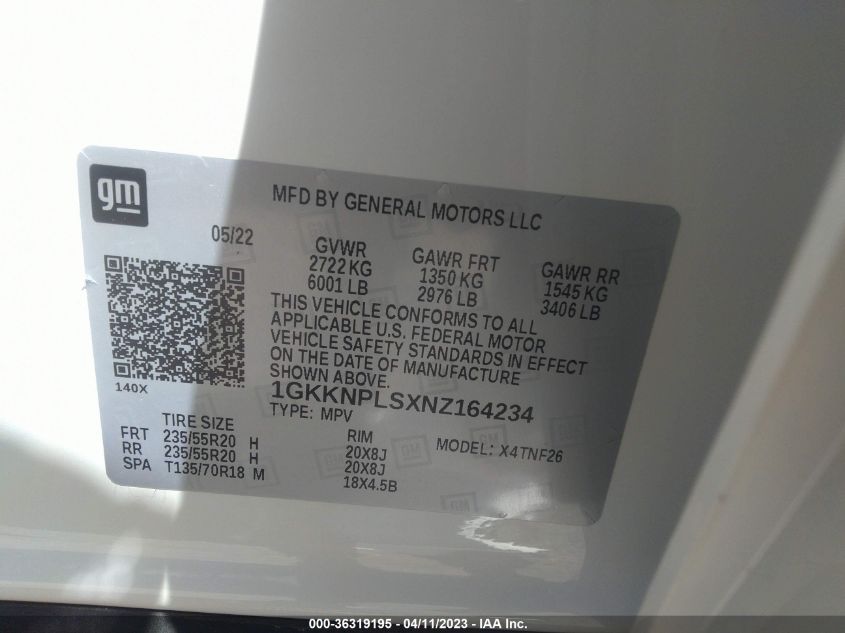 gm
MFD BY GENERAL MOTORS LLC
05/22
GVWR GAWR FRT GAWR RR
2722 KG 1350 KG 1545 KG
6001 LB 2976 LB 3406 LB
THIS VEHICLE CONFORMS TO ALL
APPLICABLE U.S. FEDERAL MOTOR
VEHICLE SAFETY STANDARDS IN EFFECT
ON THE DATE OF MANUFACTURE
SHOWN ABOVE.
140X
1GKKNPLSXNZ164234
TYPE: MPV
TIRE SIZE RIM MODEL: X4TNF26
FRT 235/55R20 H 20X8J
RR 235/55R20 H 20X8J
SPA T135/70R18 M 18X4.5B
000-36319195 - 04/11/2023 - IAA Inc.